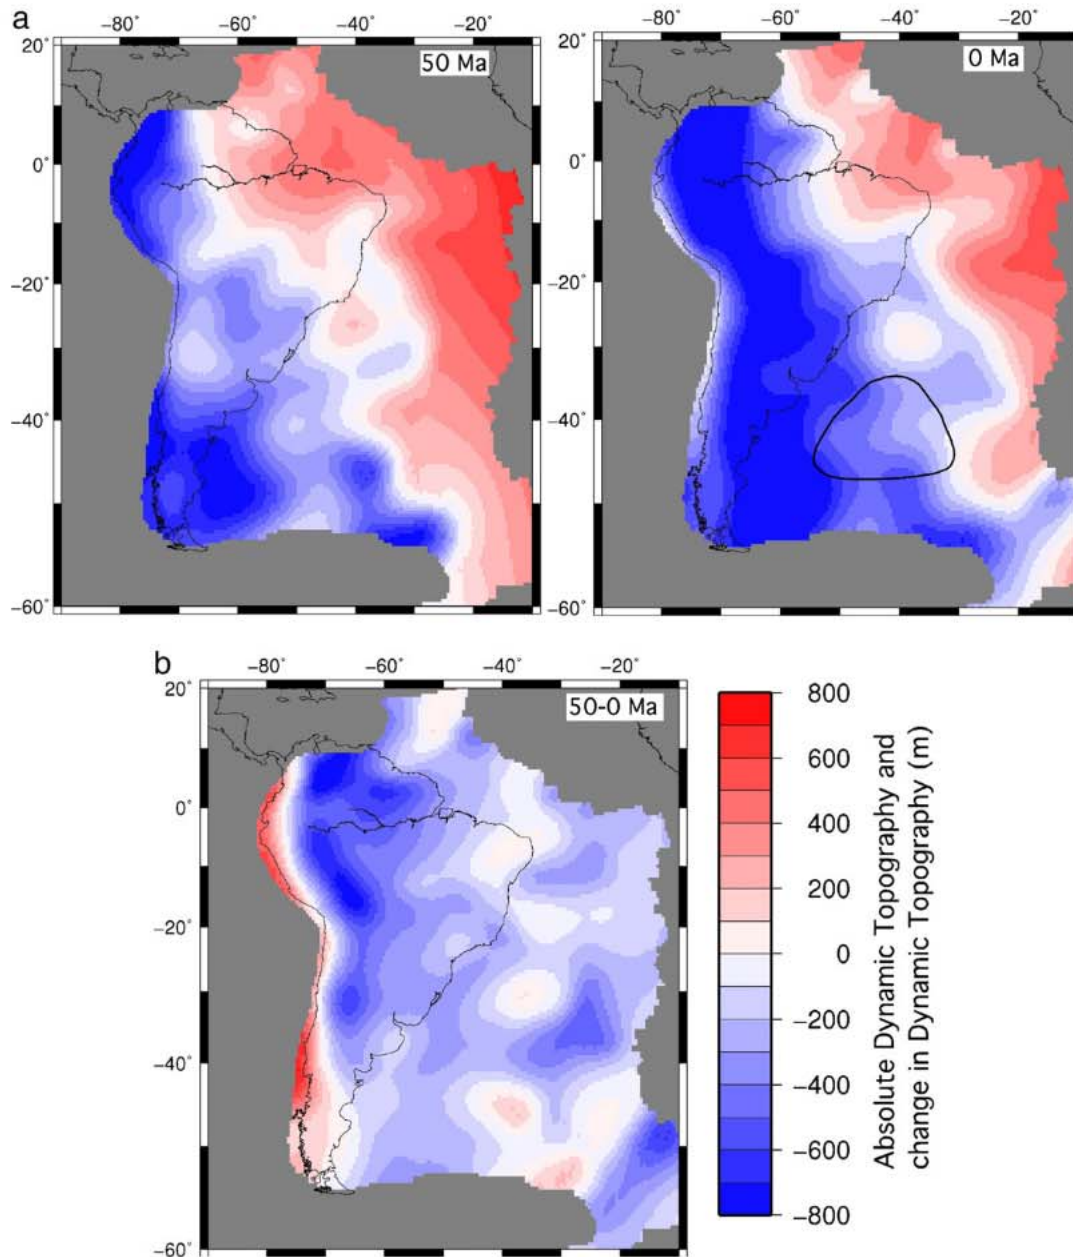 a
−80° −60° −40° −20°
20°
0°
−20°
−40°
−60°
50 Ma
−80° −60° −40° −20°
20°
0°
−20°
−40°
−60°
0 Ma
b
−80° −60° −40° −20°
20°
0°
−20°
−40°
−60°
50-0 Ma
800
600
400
200
0
−200
−400
−600
−800
Absolute Dynamic Topography and
change in Dynamic Topography (m)